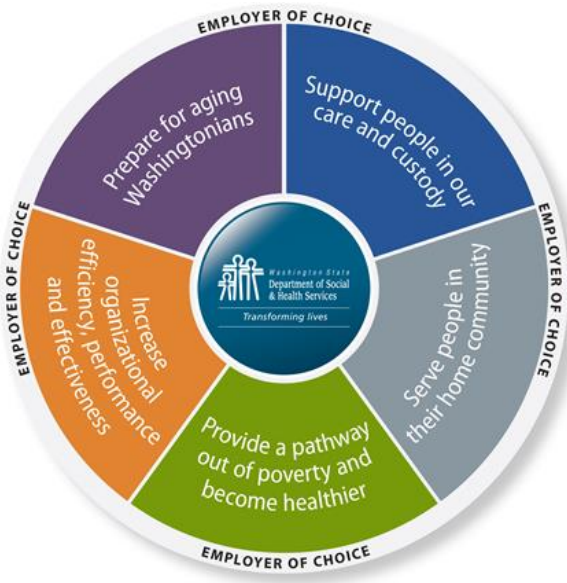 EMPLOYER OF CHOICE
Prepare for aging
Washingtonians
Support people in our
care and custody
EMPLOYER OF CHOICE
EMPLOYER OF CHOICE
Washington State
Department of Social
& Health Services
Transforming lives
Increase
organizational
efficiency, performance
and effectiveness
Serve people in
their home community
Provide a pathway
out of poverty and
become healthier
EMPLOYER OF CHOICE